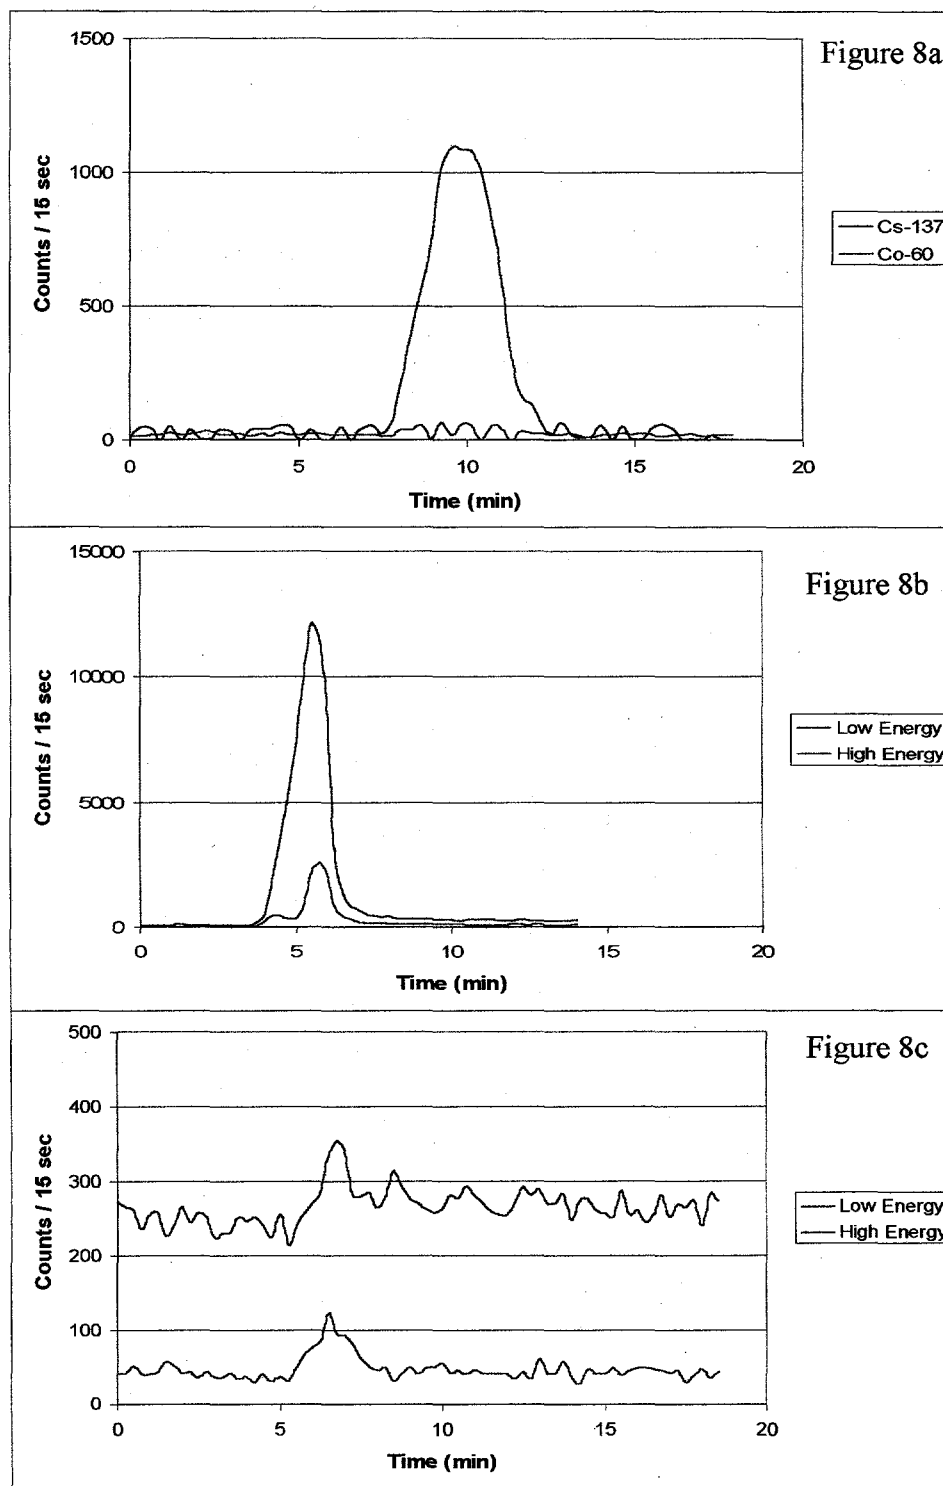 Figure 8a
1500
1000
500
0
Counts / 15 sec
0 5 10 15 20
Time (min)
Cs-137
Co-60
Figure 8b
15000
10000
5000
0
Counts / 15 sec
0 5 10 15 20
Time (min)
Low Energy
High Energy
Figure 8c
500
400
300
200
100
0
Counts / 15 sec
0 5 10 15 20
Time (min)
Low Energy
High Energy